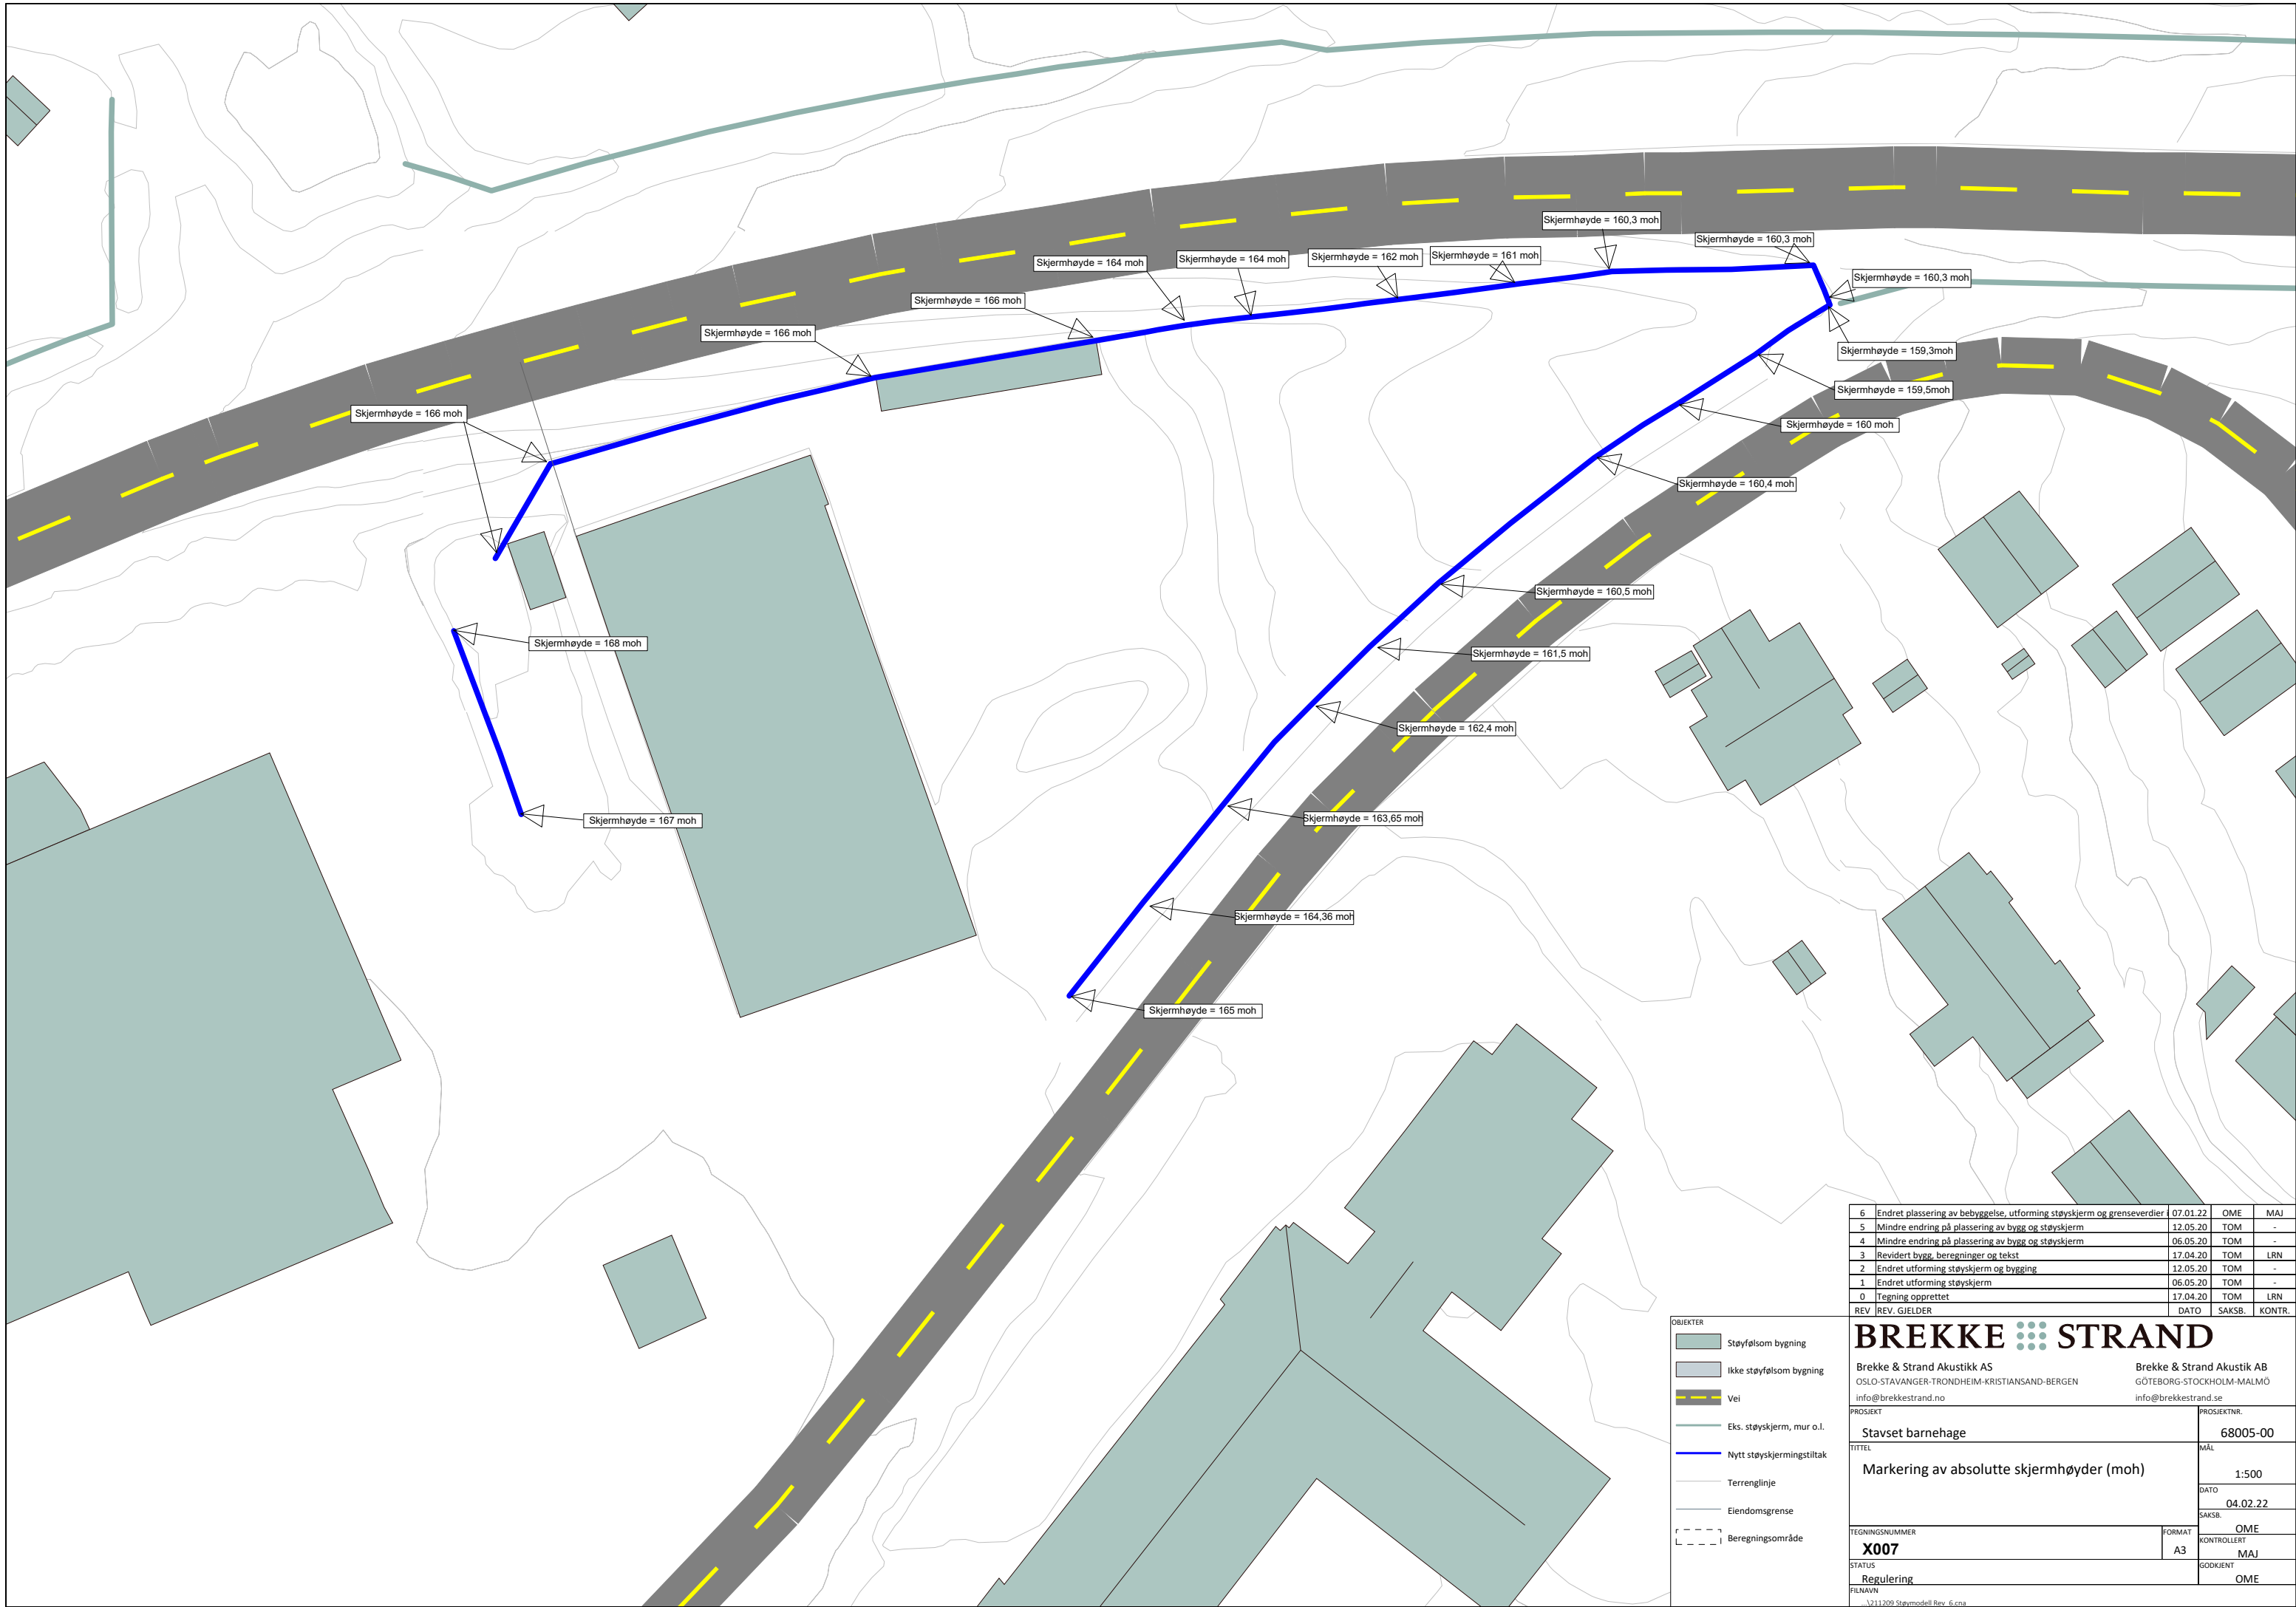 Skjermhøyde = 160,3 moh
Skjermhøyde = 160,3 moh
Skjermhøyde = 164 moh
Skjermhøyde = 164 moh
Skjermhøyde = 162 moh
Skjermhøyde = 161 moh
Skjermhøyde = 160,3 moh
Skjermhøyde = 166 moh
Skjermhøyde = 166 moh
Skjermhøyde = 159,3moh
Skjermhøyde = 159,5moh
Skjermhøyde = 166 moh
Skjermhøyde = 160 moh
Skjermhøyde = 160,4 moh
Skjermhøyde = 160,5 moh
Skjermhøyde = 168 moh
Skjermhøyde = 161,5 moh
Skjermhøyde = 162,4 moh
Skjermhøyde = 167 moh
Skjermhøyde = 163,65 moh
Skjermhøyde = 164,36 moh
Skjermhøyde = 165 moh
6 Endret plassering av bebyggelse, utforming støyskjerm og grenseverdier 07.01.22 OME MAJ
5 Mindre endring på plassering av bygg og støyskjerm 12.05.20 TOM -
4 Mindre endring på plassering av bygg og støyskjerm 06.05.20 TOM -
3 Revidert bygg, beregninger og tekst 17.04.20 TOM LRN
2 Endret utforming støyskjerm og bygging 12.05.20 TOM -
1 Endret utforming støyskjerm 06.05.20 TOM -
0 Tegning opprettet 17.04.20 TOM LRN
REV REV. GJELDER DATO SAKSB. KONTR.
OBJEKTER
Støyfølsom bygning
Ikke støyfølsom bygning
Vei
Eks. støyskjerm, mur o.l.
Nytt støyskjermingstiltak
Terrenglinje
Eiendomsgrense
Beregningsområde
BREKKE STRAND
Brekke & Strand Akustikk AS
OSLO-STAVANGER-TRONDHEIM-KRISTIANSAND-BERGEN
info@brekkestrand.no
Brekke & Strand Akustik AB
GÖTEBORG-STOCKHOLM-MALMÖ
info@brekkestrand.se
PROSJEKT
Stavset barnehage
PROSJEKTNR.
68005-00
TITTEL
Markering av absolutte skjermhøyder (moh)
MÅL
1:500
DATO
04.02.22
SAKSB.
OME
TEGNINGSNUMMER
X007
FORMAT
A3
KONTROLLERT
MAJ
STATUS
Regulering
GODKJENT
OME
FILNAVN
...\211209 Støymodell Rev_6.cna